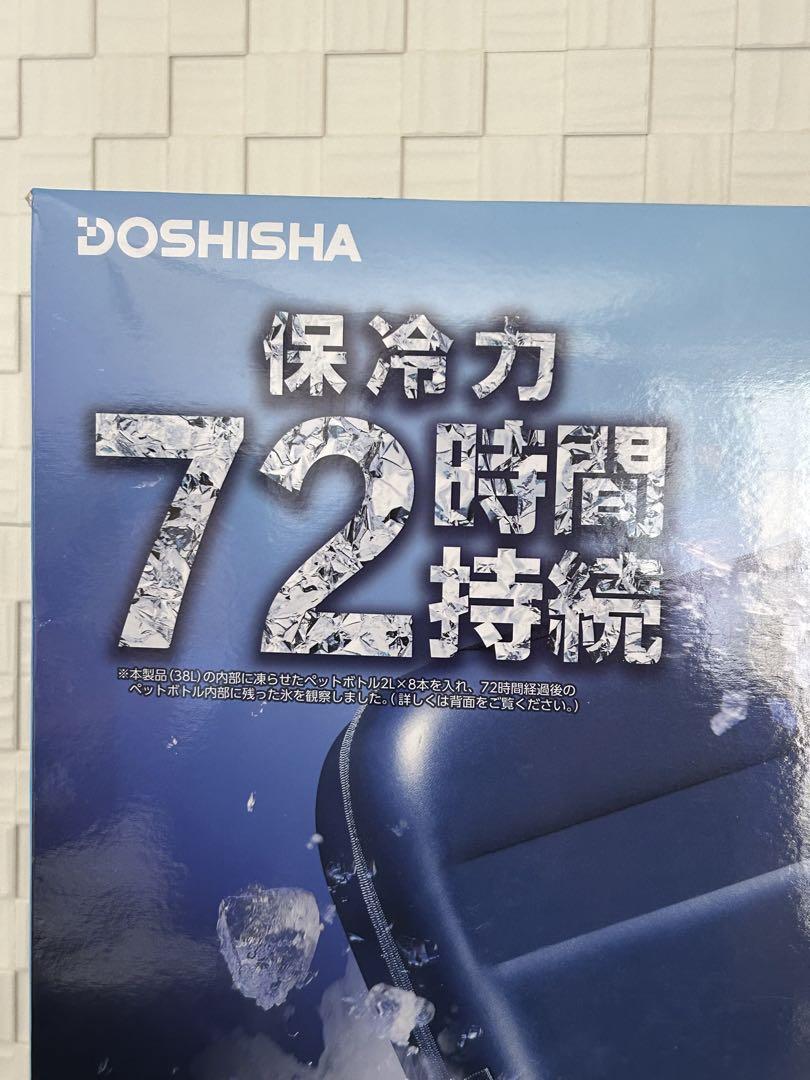 DOSHISHA
保冷力
72時間
持続
※本製品(38L)の内部に凍らせたペットボトル2L×8本を入れ、72時間経過後の
ペットボトル内部に残った氷を観察しました。(詳しくは背面をご覧ください。)